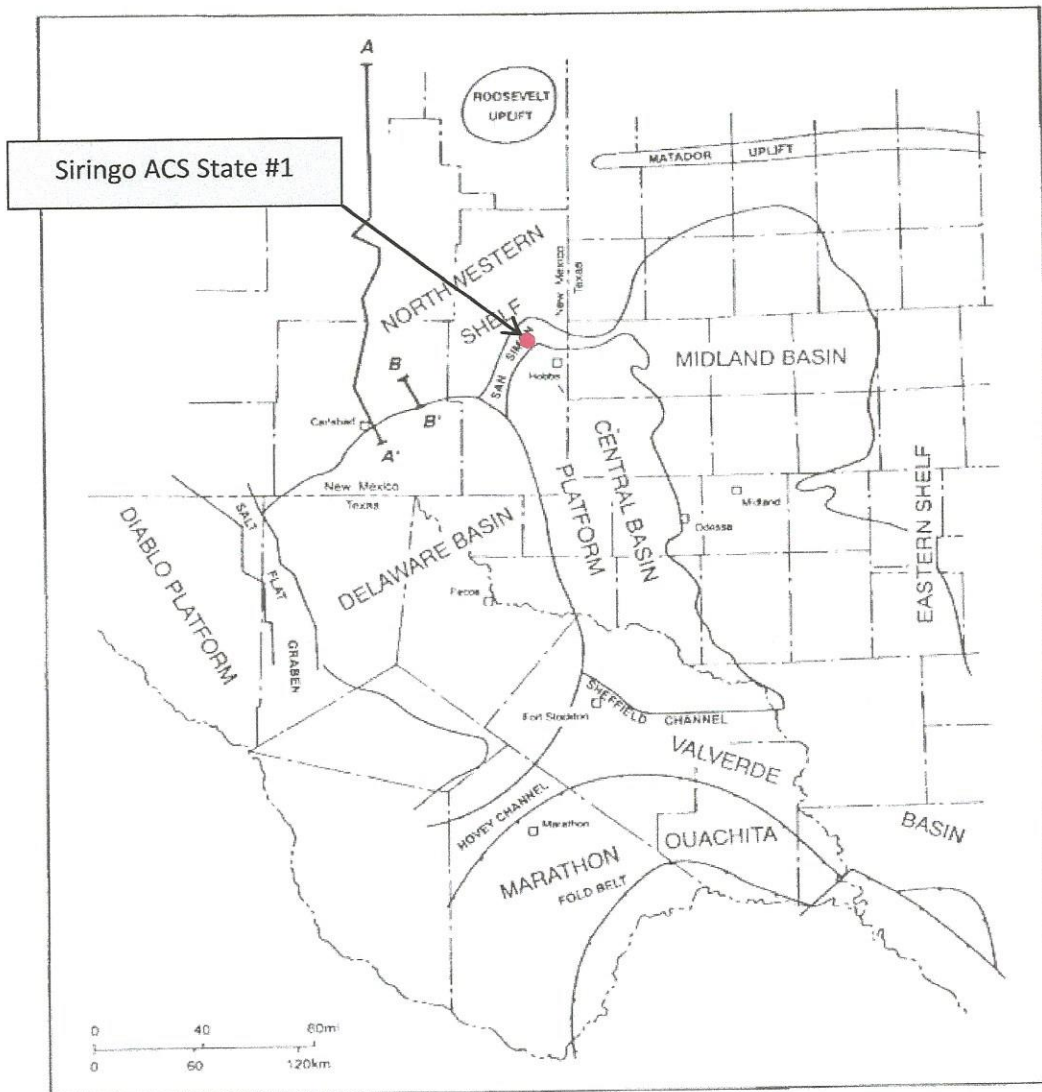 A
ROOSEVELT
UPLIFT
MATADOR UPLIFT
Siringo ACS State #1
NORTHWESTERN
SHELF
New Mexico
Texas
SAN SIMON
Hobbs
MIDLAND BASIN
B
B'
Carlsbad
A'
CENTRAL BASIN
PLATFORM
New Mexico
Texas
Midland
Odessa
EASTERN SHELF
DIABLO PLATFORM
SALT
FLAT
GRABEN
DELAWARE BASIN
Pecos
SHEFFIELD CHANNEL
Fort Stockton
VALVERDE
BASIN
HOVEY CHANNEL
Marathon
OUACHITA
MARATHON
FOLD BELT
0 40 80mi
0 60 120km